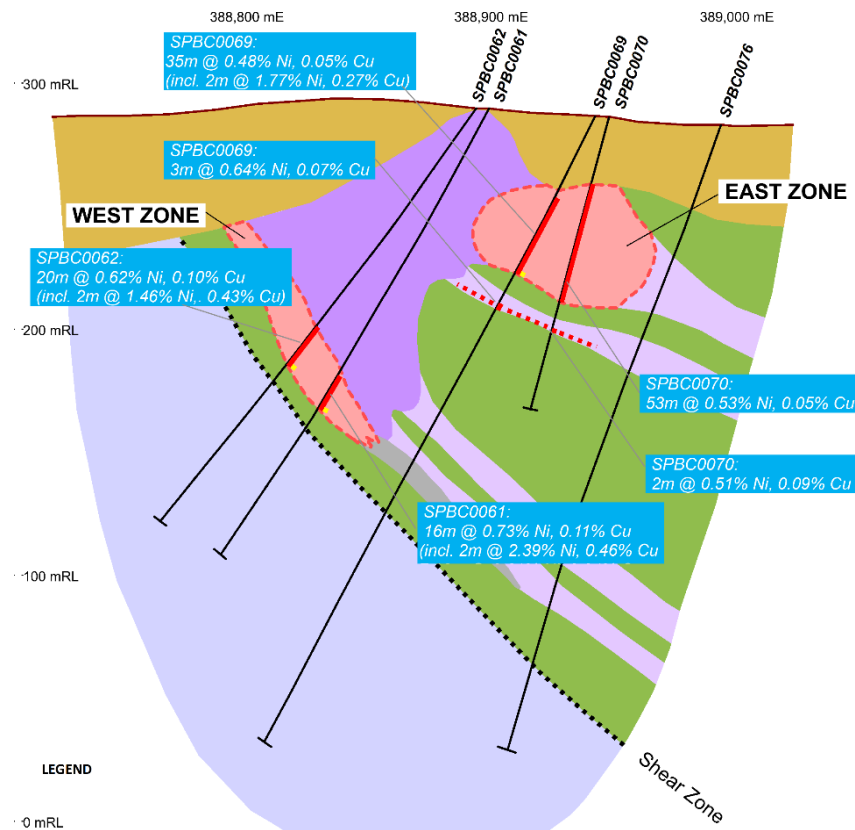 388,800 mE
388,900 mE
389,000 mE
SPBC0062
SPBC0061
SPBC0069
SPBC0070
SPBC0076
SPBC0069:
35m @ 0.48% Ni, 0.05% Cu
(incl. 2m @ 1.77% Ni, 0.27% Cu)
300 mRL
SPBC0069:
3m @ 0.64% Ni, 0.07% Cu
WEST ZONE
EAST ZONE
SPBC0062:
20m @ 0.62% Ni, 0.10% Cu
(incl. 2m @ 1.46% Ni,. 0.43% Cu)
200 mRL
SPBC0070:
53m @ 0.53% Ni, 0.05% Cu
SPBC0070:
2m @ 0.51% Ni, 0.09% Cu
SPBC0061:
16m @ 0.73% Ni, 0.11% Cu
(incl. 2m @ 2.39% Ni, 0.46% Cu)
100 mRL
LEGEND
Shear Zone
0 mRL